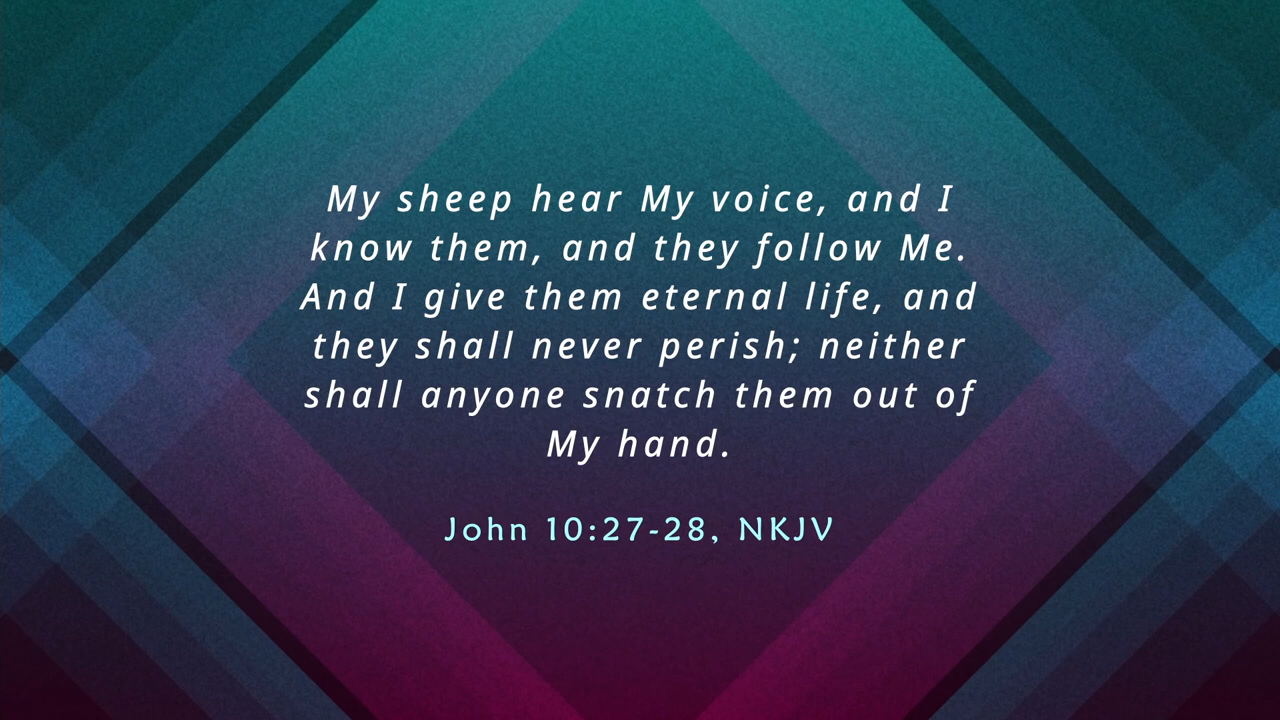 My sheep hear My voice, and I
know them, and they follow Me.
And I give them eternal life, and
they shall never perish; neither
shall anyone snatch them out of
My hand.
John 10:27-28, NKJV